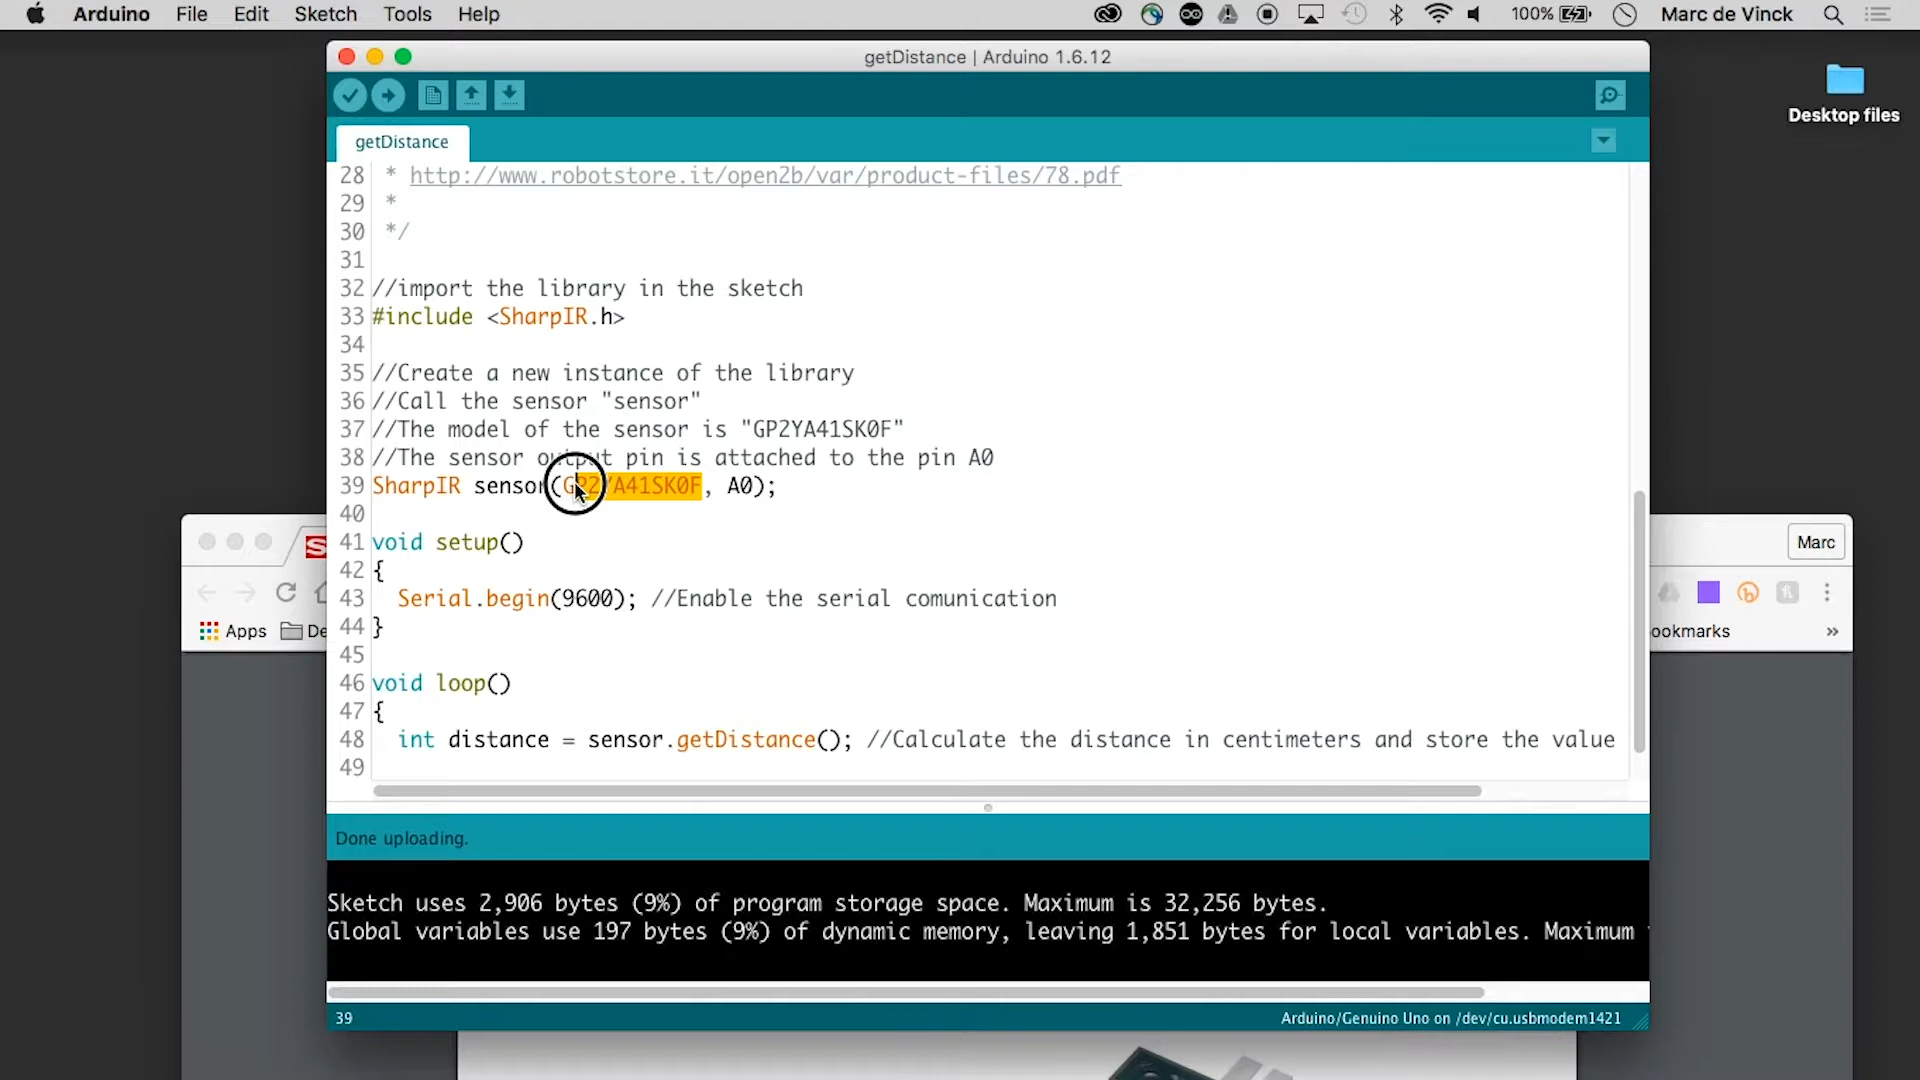 Arduino File Edit Sketch Tools Help 100% Marc de Vinck
getDistance | Arduino 1.6.12
Desktop files
getDistance
28 * http://www.robotstore.it/open2b/var/product-files/78.pdf
29 *
30 */
31
32 //import the library in the sketch
33 #include <SharpIR.h>
34
35 //Create a new instance of the library
36 //Call the sensor "sensor"
37 //The model of the sensor is "GP2YA41SK0F"
38 //The sensor output pin is attached to the pin A0
39 SharpIR sensor(GP2YA41SK0F, A0);
40
41 void setup()
42 {
43 Serial.begin(9600); //Enable the serial comunication
44 }
45
46 void loop()
47 {
48 int distance = sensor.getDistance(); //Calculate the distance in centimeters and store the value
49
Marc
Apps De
ookmarks »
Done uploading.
Sketch uses 2,906 bytes (9%) of program storage space. Maximum is 32,256 bytes.
Global variables use 197 bytes (9%) of dynamic memory, leaving 1,851 bytes for local variables. Maximum
39 Arduino/Genuino Uno on /dev/cu.usbmodem1421